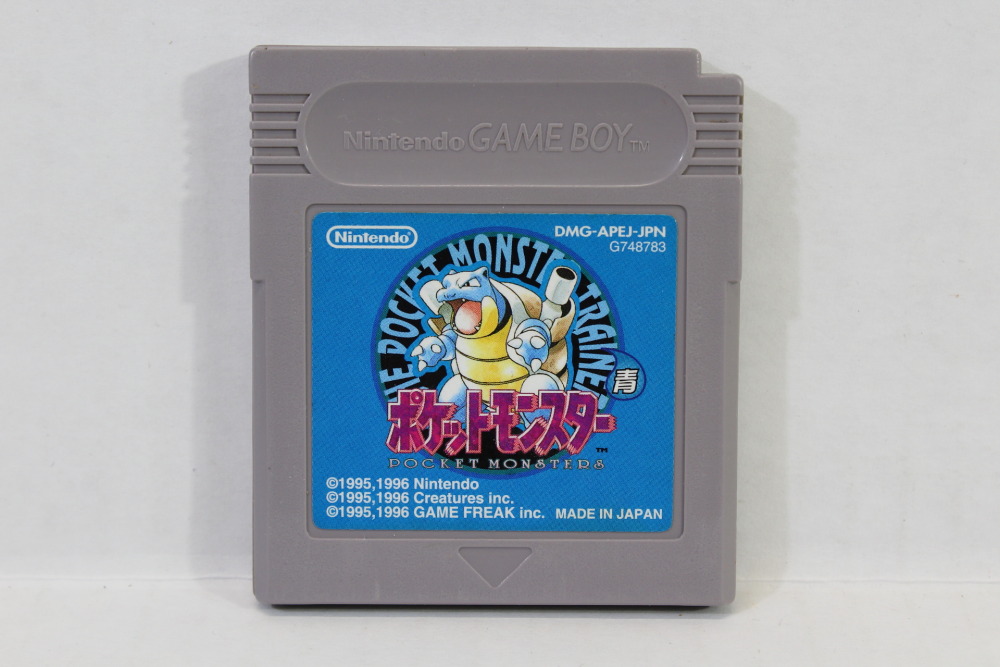 Nintendo GAME BOY™
Nintendo
DMG-APEJ-JPN
G748783
POCKET MONSTER TRAINER
青
ポケットモンスター™
POCKET MONSTERS
©1995,1996 Nintendo
©1995,1996 Creatures inc.
©1995,1996 GAME FREAK inc. MADE IN JAPAN